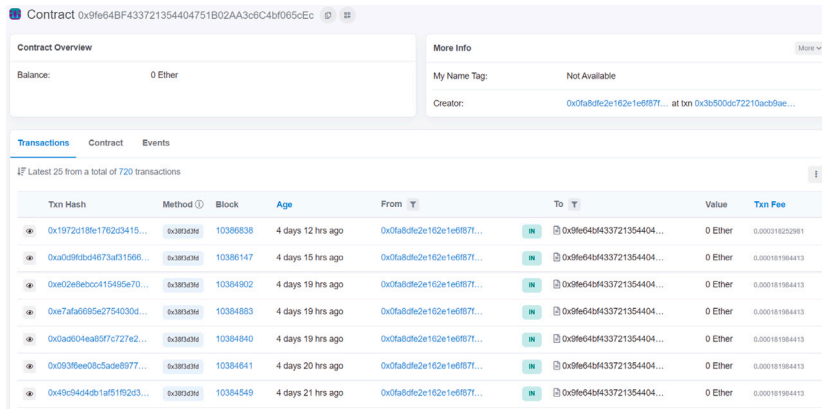 Contract 0x9fe64BF433721354404751B02AA3c6C4bf065cEc
Contract Overview
Balance: 0 Ether
More Info
More
My Name Tag: Not Available
Creator: 0x0fa8dfe2e162e1e6f87f... at txn 0x3b500dc72210acb9ae...
Transactions Contract Events
Latest 25 from a total of 720 transactions
Txn Hash Method Block Age From To Value Txn Fee
0x1972d18fe1762d3415... 0x38f3d3fd 10386838 4 days 12 hrs ago 0x0fa8dfe2e162e1e6f87f... IN 0x9fe64bf433721354404... 0 Ether 0.000318252981
0xa0d9fdbd4673af31566... 0x38f3d3fd 10386147 4 days 15 hrs ago 0x0fa8dfe2e162e1e6f87f... IN 0x9fe64bf433721354404... 0 Ether 0.000181984413
0xe02e8ebcc415495e70... 0x38f3d3fd 10384902 4 days 19 hrs ago 0x0fa8dfe2e162e1e6f87f... IN 0x9fe64bf433721354404... 0 Ether 0.000181984413
0xe7afa6695e2754030d... 0x38f3d3fd 10384883 4 days 19 hrs ago 0x0fa8dfe2e162e1e6f87f... IN 0x9fe64bf433721354404... 0 Ether 0.000181984413
0x0ad604ea85f7c727e2... 0x38f3d3fd 10384840 4 days 19 hrs ago 0x0fa8dfe2e162e1e6f87f... IN 0x9fe64bf433721354404... 0 Ether 0.000181984413
0x093f6ee08c5ade8977... 0x38f3d3fd 10384641 4 days 20 hrs ago 0x0fa8dfe2e162e1e6f87f... IN 0x9fe64bf433721354404... 0 Ether 0.000181984413
0x49c94d4db1af51f92d3... 0x38f3d3fd 10384549 4 days 21 hrs ago 0x0fa8dfe2e162e1e6f87f... IN 0x9fe64bf433721354404... 0 Ether 0.000181984413